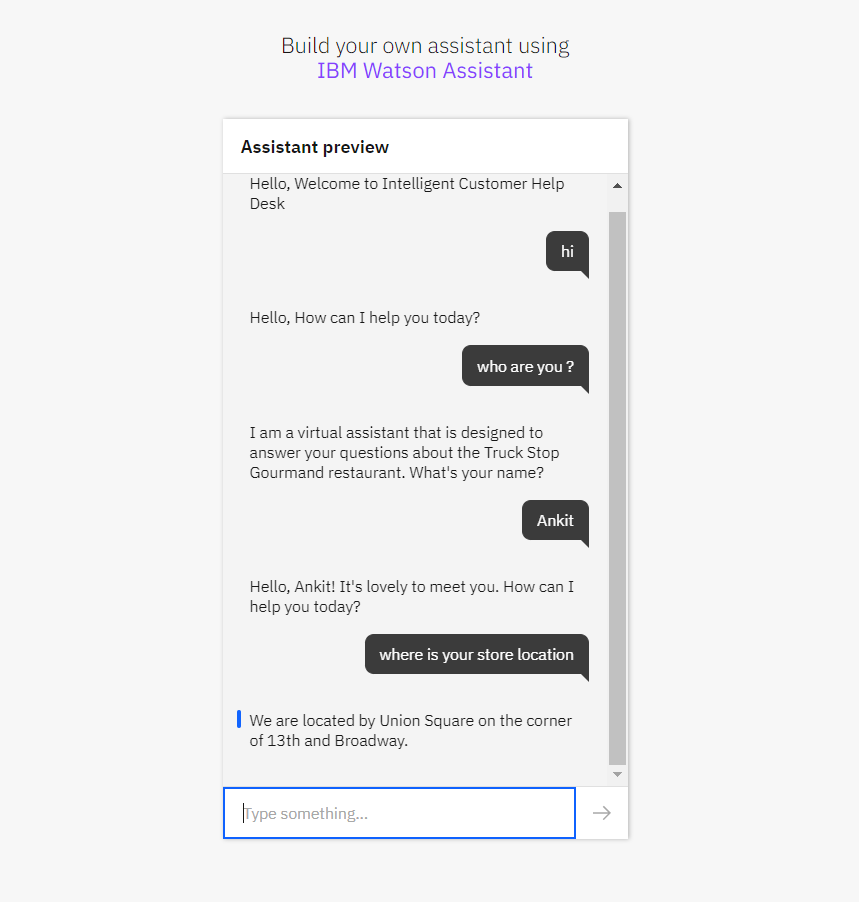 Build your own assistant using
IBM Watson Assistant
Assistant preview
Hello, Welcome to Intelligent Customer Help
Desk
hi
Hello, How can I help you today?
who are you ?
I am a virtual assistant that is designed to
answer your questions about the Truck Stop
Gourmand restaurant. What's your name?
Ankit
Hello, Ankit! It's lovely to meet you. How can I
help you today?
where is your store location
We are located by Union Square on the corner
of 13th and Broadway.
Type something...